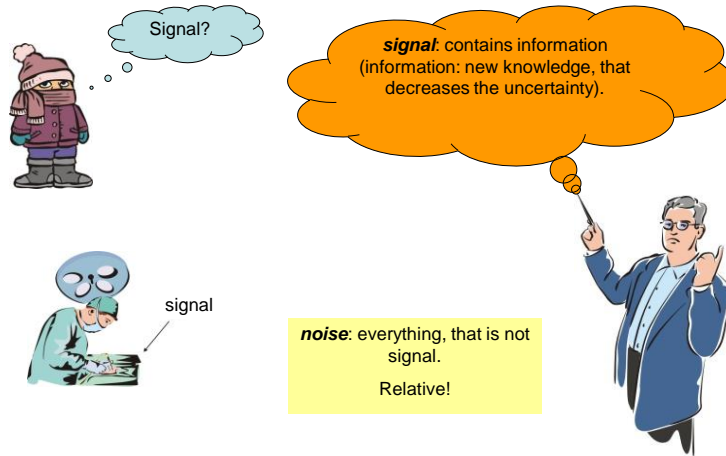 Signal?
signal: contains information
(information: new knowledge, that
decreases the uncertainty).
signal
noise: everything, that is not
signal.
Relative!